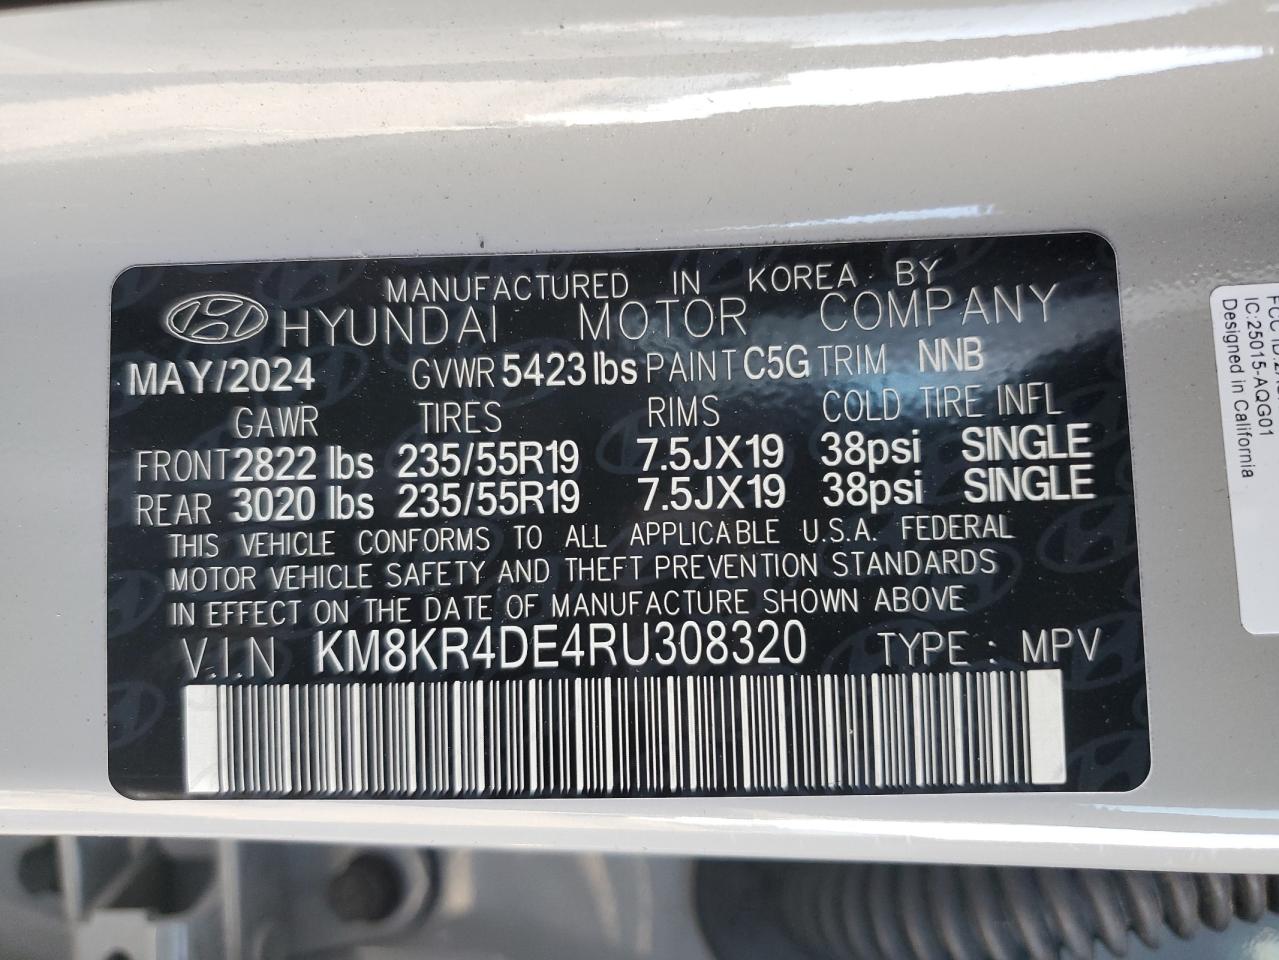 MANUFACTURED IN KOREA BY
HYUNDAI MOTOR COMPANY
MAY/2024 GVWR 5423 lbs PAINT C5G TRIM NNB
GAWR TIRES RIMS COLD TIRE INFL
FRONT 2822 lbs 235/55R19 7.5JX19 38psi SINGLE
REAR 3020 lbs 235/55R19 7.5JX19 38psi SINGLE
THIS VEHICLE CONFORMS TO ALL APPLICABLE U.S.A. FEDERAL
MOTOR VEHICLE SAFETY AND THEFT PREVENTION STANDARDS
IN EFFECT ON THE DATE OF MANUFACTURE SHOWN ABOVE
V.I.N KM8KR4DE4RU308320 TYPE : MPV
IC:25015-AQG01
Designed in California